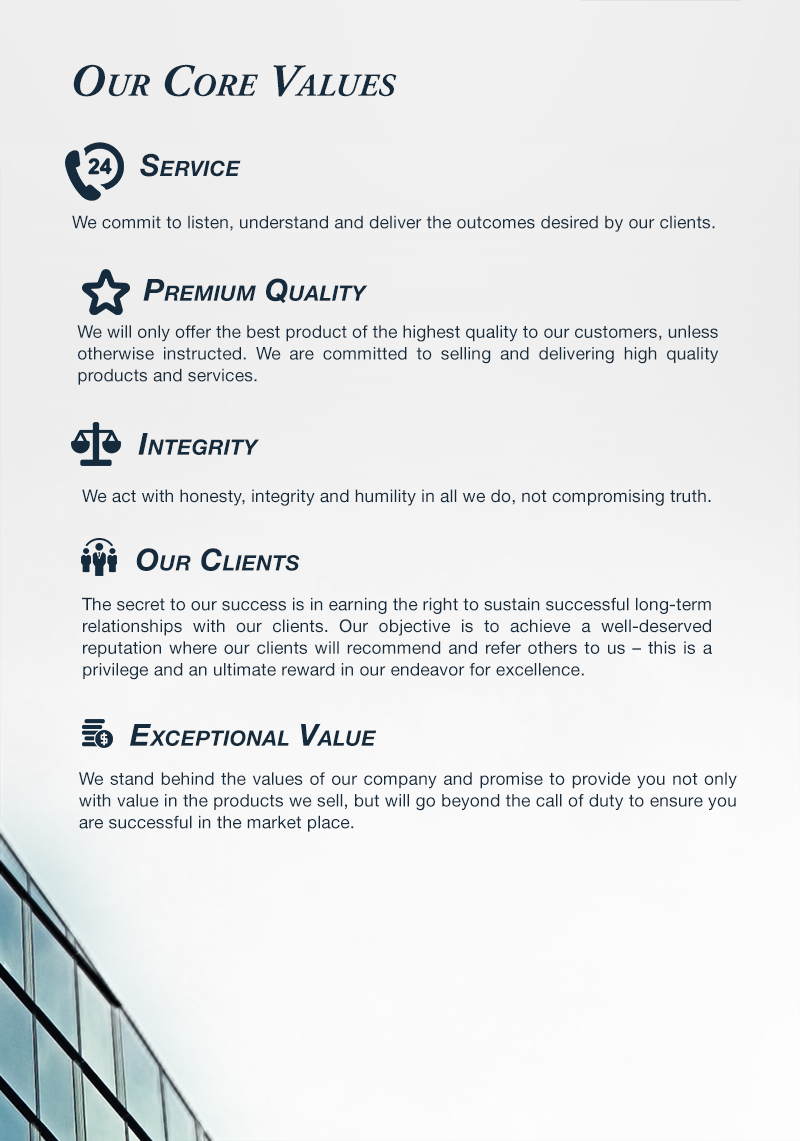 Our Core Values
24
Service
We commit to listen, understand and deliver the outcomes desired by our clients.
Premium Quality
We will only offer the best product of the highest quality to our customers, unless
otherwise instructed. We are committed to selling and delivering high quality
products and services.
Integrity
We act with honesty, integrity and humility in all we do, not compromising truth.
Our Clients
The secret to our success is in earning the right to sustain successful long-term
relationships with our clients. Our objective is to achieve a well-deserved
reputation where our clients will recommend and refer others to us – this is a
privilege and an ultimate reward in our endeavor for excellence.
$
Exceptional Value
We stand behind the values of our company and promise to provide you not only
with value in the products we sell, but will go beyond the call of duty to ensure you
are successful in the market place.